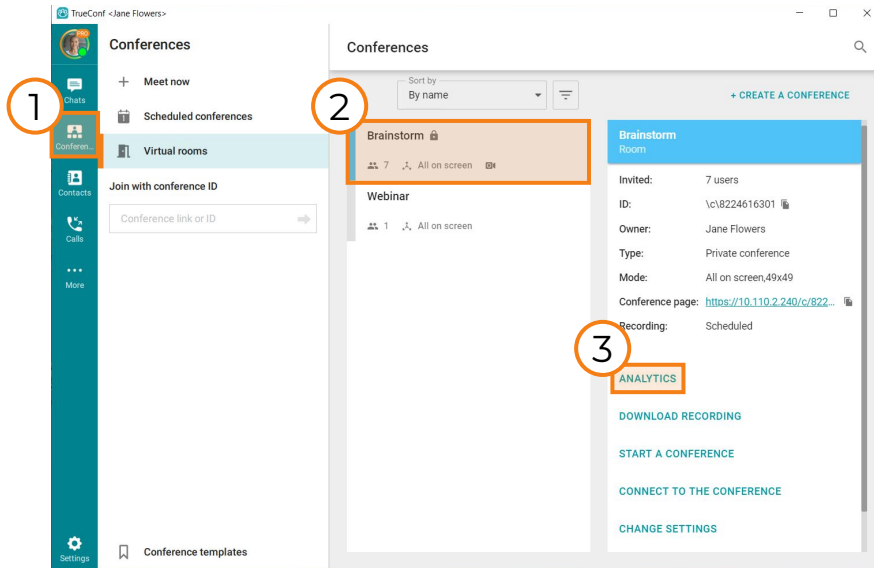 TrueConf <Jane Flowers>
PRO
Chats
Conferen...
Contacts
Calls
More
Settings
1
Conferences
Meet now
1
Scheduled conferences
Virtual rooms
Join with conference ID
Conference link or ID
Conference templates
Conferences
Sort by
By name
+ CREATE A CONFERENCE
2
Brainstorm
7 All on screen
Webinar
1 All on screen
Brainstorm
Room
Invited: 7 users
ID: \c\8224616301
Owner: Jane Flowers
Type: Private conference
Mode: All on screen,49x49
Conference page: https://10.110.2.240/c/822...
Recording: Scheduled
3
ANALYTICS
DOWNLOAD RECORDING
START A CONFERENCE
CONNECT TO THE CONFERENCE
CHANGE SETTINGS